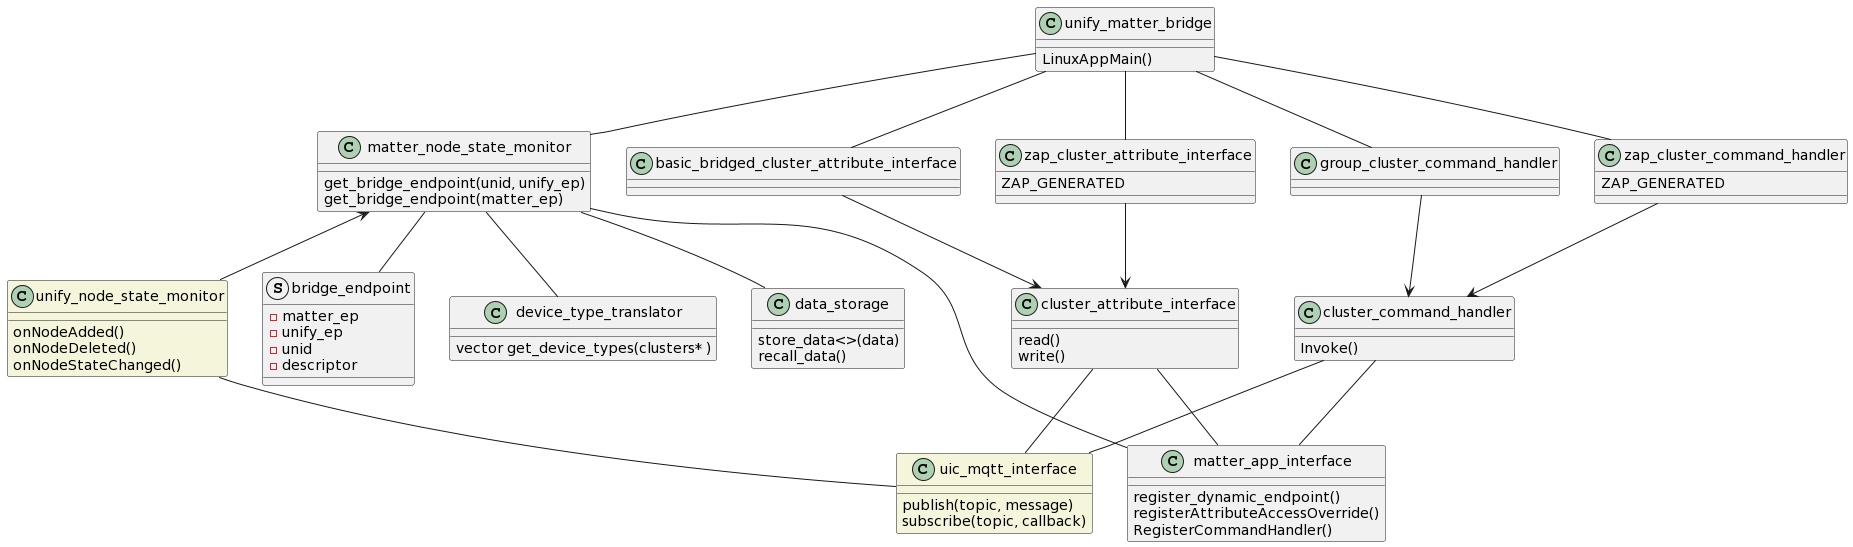 C unify_matter_bridge
LinuxAppMain()
C matter_node_state_monitor
get_bridge_endpoint(unid, unify_ep)
get_bridge_endpoint(matter_ep)
C basic_bridged_cluster_attribute_interface
C zap_cluster_attribute_interface
ZAP_GENERATED
C group_cluster_command_handler
C zap_cluster_command_handler
ZAP_GENERATED
C unify_node_state_monitor
onNodeAdded()
onNodeDeleted()
onNodeStateChanged()
S bridge_endpoint
matter_ep
unify_ep
unid
descriptor
C device_type_translator
vector get_device_types(clusters* )
C data_storage
store_data<>(data)
recall_data()
C cluster_attribute_interface
read()
write()
C cluster_command_handler
Invoke()
C uic_mqtt_interface
publish(topic, message)
subscribe(topic, callback)
C matter_app_interface
register_dynamic_endpoint()
registerAttributeAccessOverride()
RegisterCommandHandler()